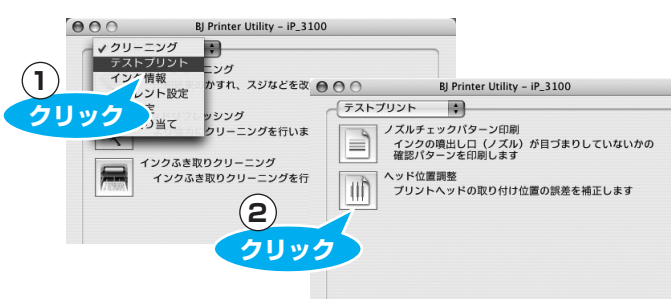 BJ Printer Utility – iP_3100
✓ クリーニング
テストプリント
インク情報
レント設定
定
り当て
ニング
かすれ、スジなどを改
ッシング
クリーニングを行いま
インクふき取りクリーニング
インクふき取りクリーニングを行
① クリック
BJ Printer Utility – iP_3100
テストプリント
ノズルチェックパターン印刷
インクの噴出し口（ノズル）が目づまりしていないかの
確認パターンを印刷します
ヘッド位置調整
プリントヘッドの取り付け位置の誤差を補正します
② クリック